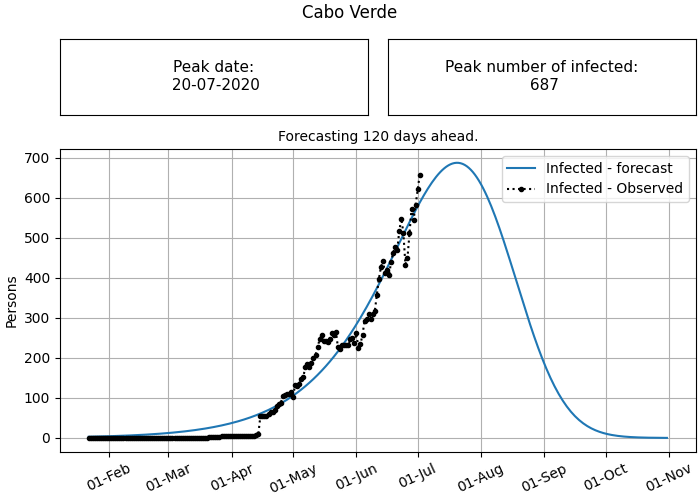 Cabo Verde
Peak date:
20-07-2020
Peak number of infected:
687
Forecasting 120 days ahead.
Infected - forecast
Infected - Observed
Persons
700
600
500
400
300
200
100
0
01-Feb
01-Mar
01-Apr
01-May
01-Jun
01-Jul
01-Aug
01-Sep
01-Oct
01-Nov